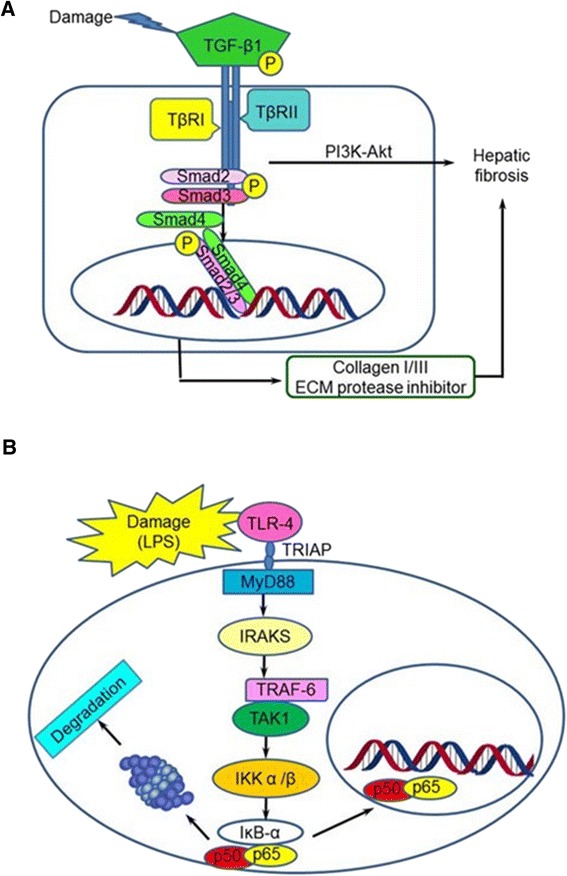 A
Damage
TGF-β1
P
TβRI
TβRII
PI3K-Akt
Hepatic
fibrosis
Smad2
P
Smad3
Smad4
P
Smad4
Smad2/3
Collagen I/III
ECM protease inhibitor
B
Damage
(LPS)
TLR-4
TRIAP
MyD88
IRAKS
TRAF-6
TAK1
Degradation
IKK α /β
IκB-α
p50 p65
p50 p65